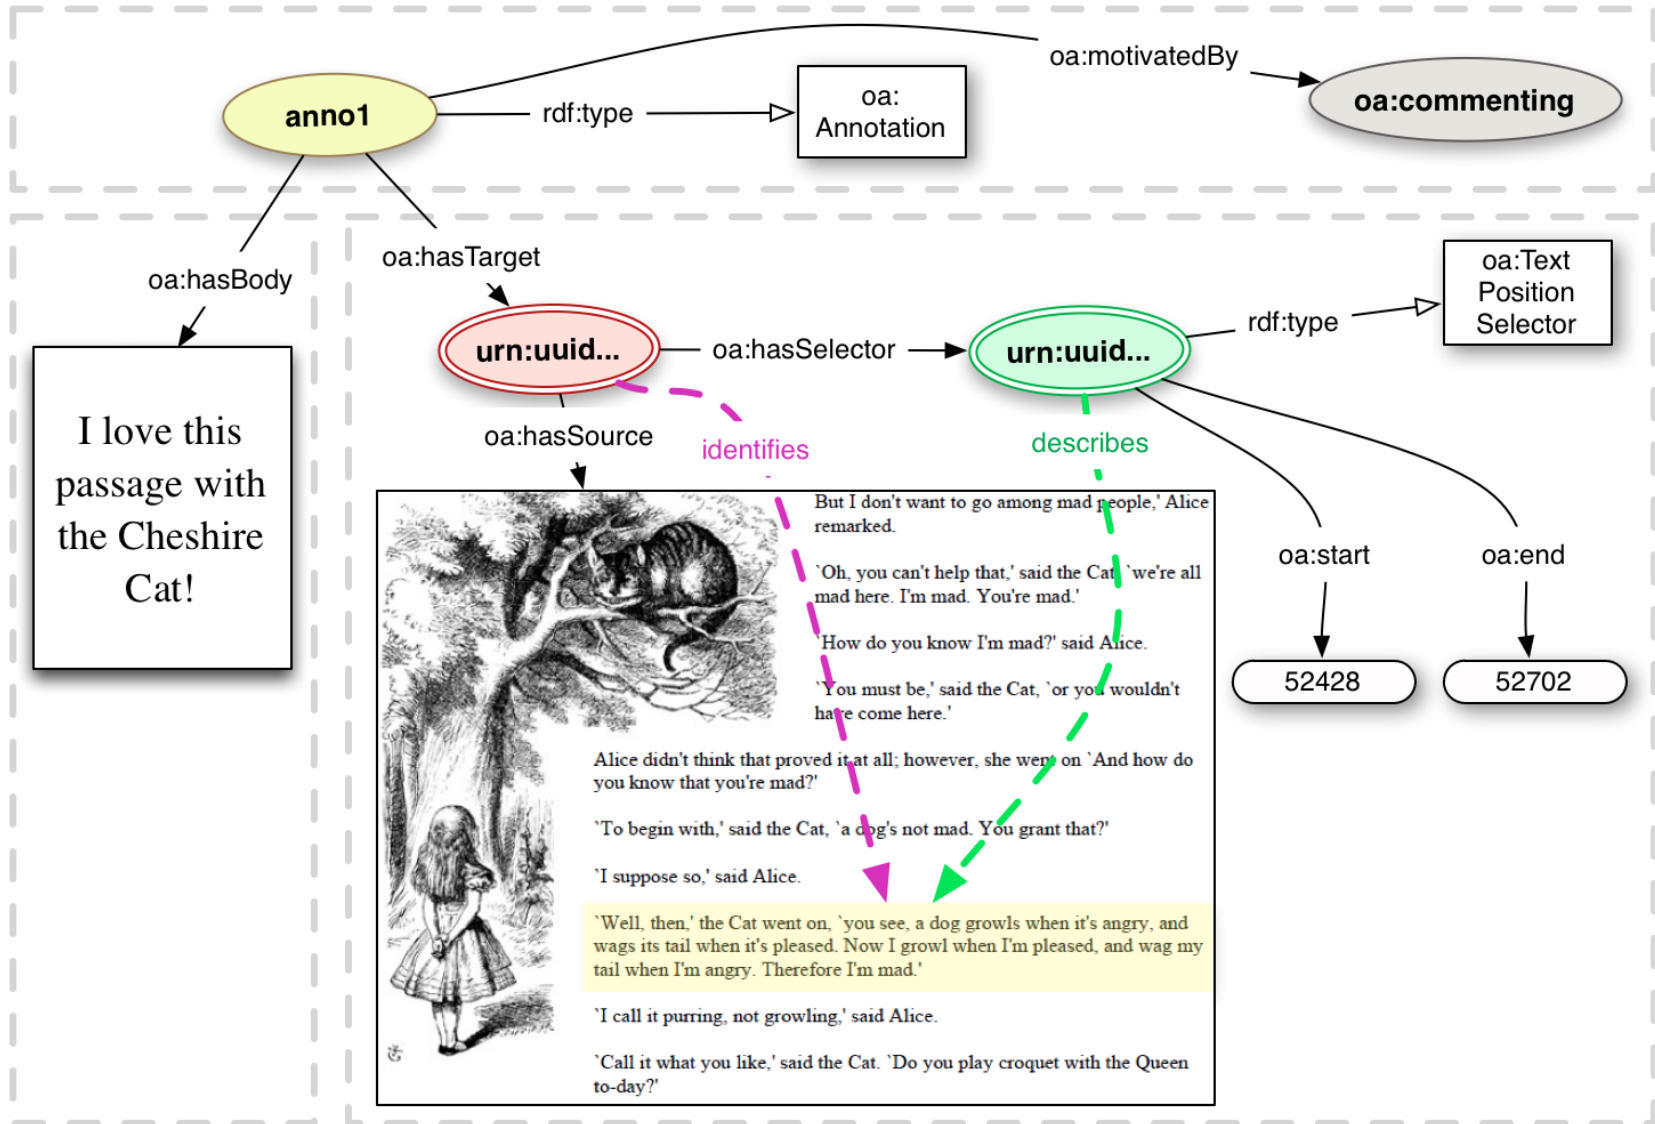 oa:motivatedBy
anno1
rdf:type
oa:
Annotation
oa:commenting
oa:hasBody
I love this
passage with
the Cheshire
Cat!
oa:hasTarget
urn:uuid...
oa:hasSelector
urn:uuid...
rdf:type
oa:Text
Position
Selector
oa:hasSource
identifies
describes
oa:start
oa:end
52428
52702
But I don't want to go among mad people,' Alice
remarked.
`Oh, you can't help that,' said the Cat, `we're all
mad here. I'm mad. You're mad.'
`How do you know I'm mad?' said Alice.
`You must be,' said the Cat, `or you wouldn't
have come here.'
Alice didn't think that proved it at all; however, she went on `And how do
you know that you're mad?'
`To begin with,' said the Cat, `a dog's not mad. You grant that?'
`I suppose so,' said Alice.
`Well, then,' the Cat went on, `you see, a dog growls when it's angry, and
wags its tail when it's pleased. Now I growl when I'm pleased, and wag my
tail when I'm angry. Therefore I'm mad.'
`I call it purring, not growling,' said Alice.
`Call it what you like,' said the Cat. `Do you play croquet with the Queen
to-day?'